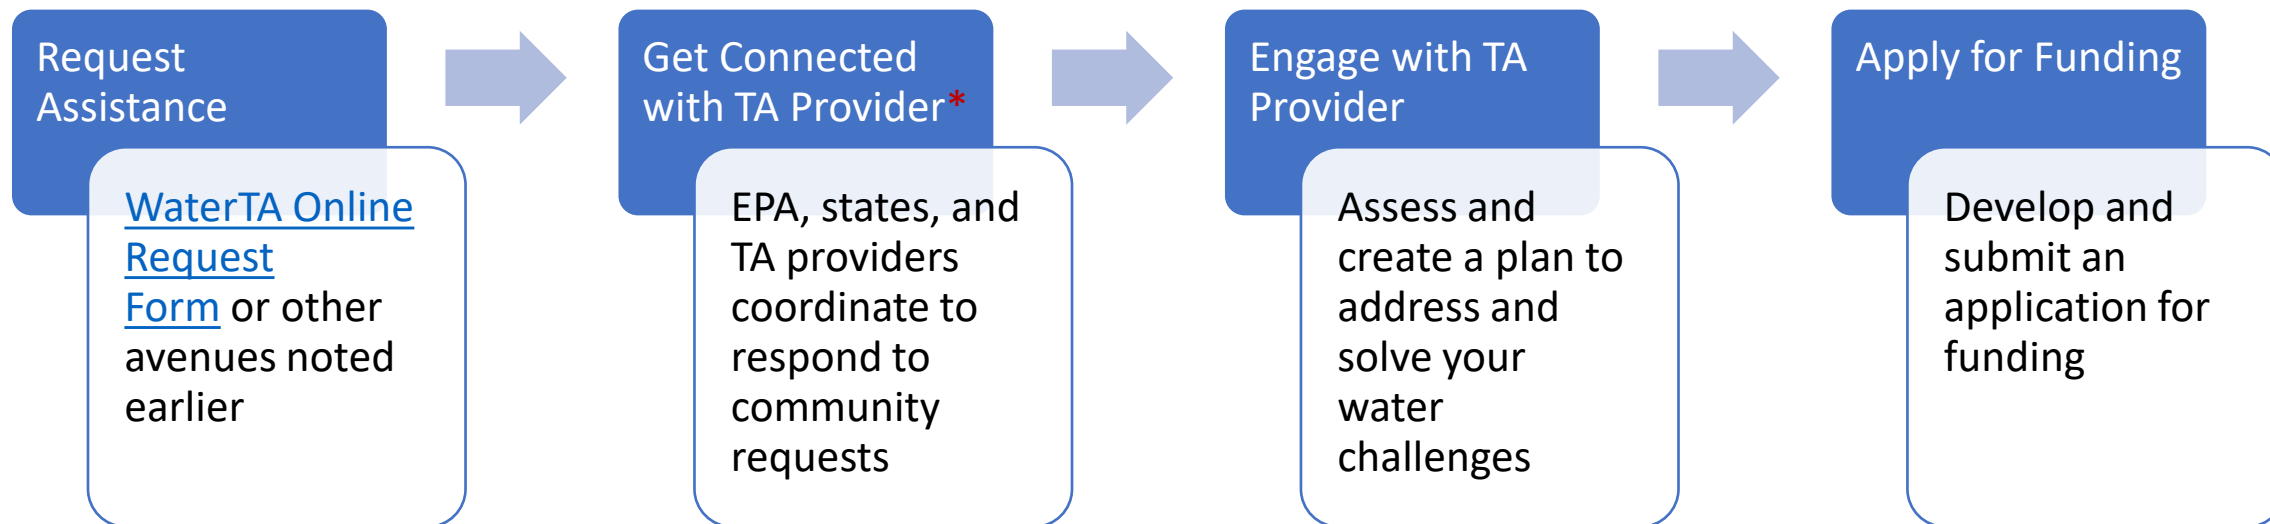 Request
Assistance
WaterTA Online
Request
Form or other
avenues noted
earlier
Get Connected
with TA Provider*
EPA, states, and
TA providers
coordinate to
respond to
community
requests
Engage with TA
Provider
Assess and
create a plan to
address and
solve your
water
challenges
Apply for Funding
Develop and
submit an
application for
funding